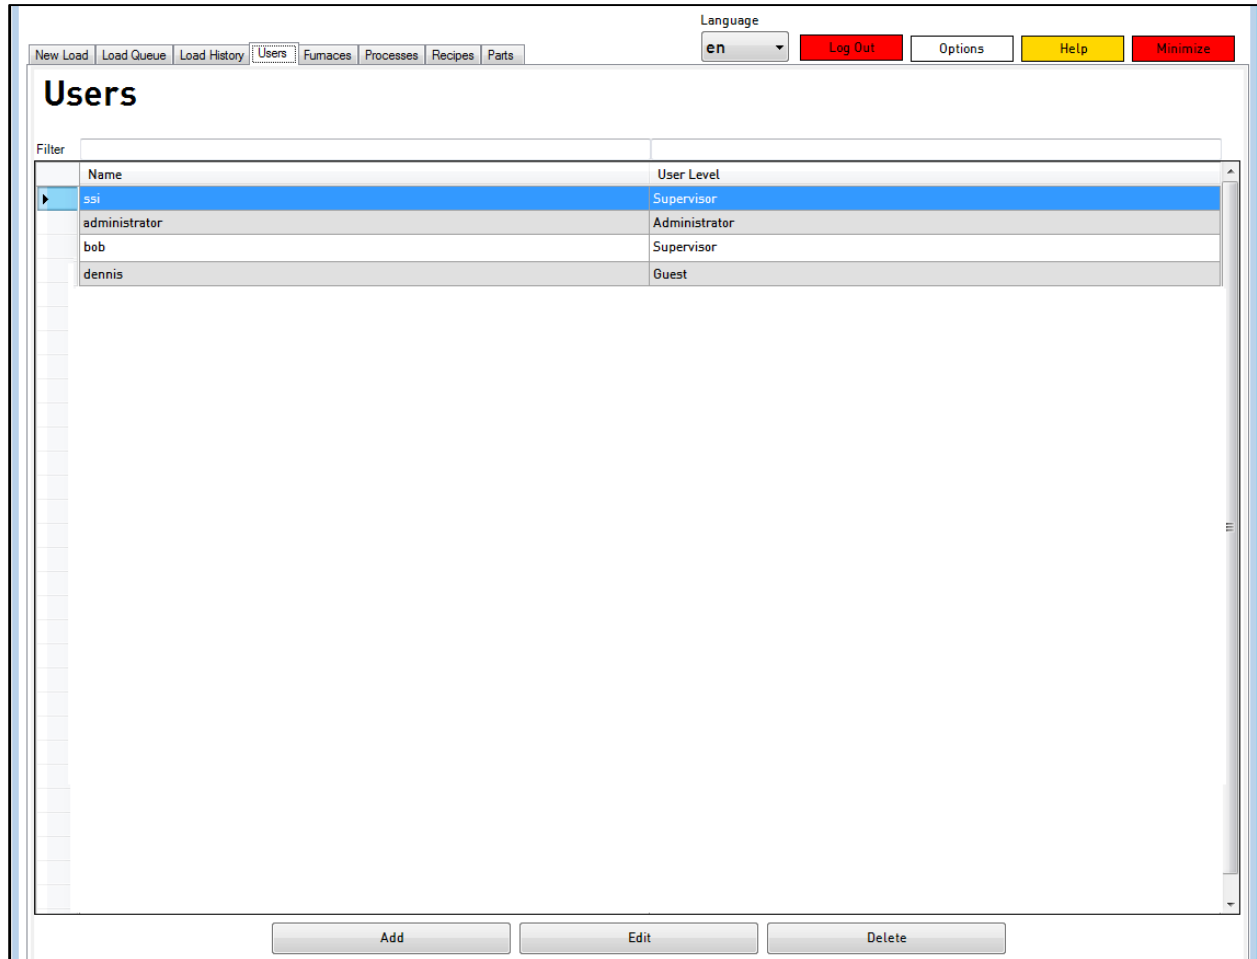 Language
New Load Load Queue Load History Users Furnaces Processes Recipes Parts en Log Out Options Help Minimize
Users
Filter
Name User Level
ssi Supervisor
administrator Administrator
bob Supervisor
dennis Guest
Add Edit Delete